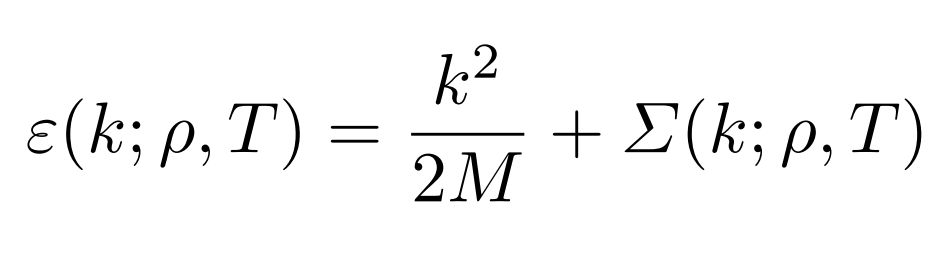 ε(k; ρ, T) = k²/2M + Σ(k; ρ, T)